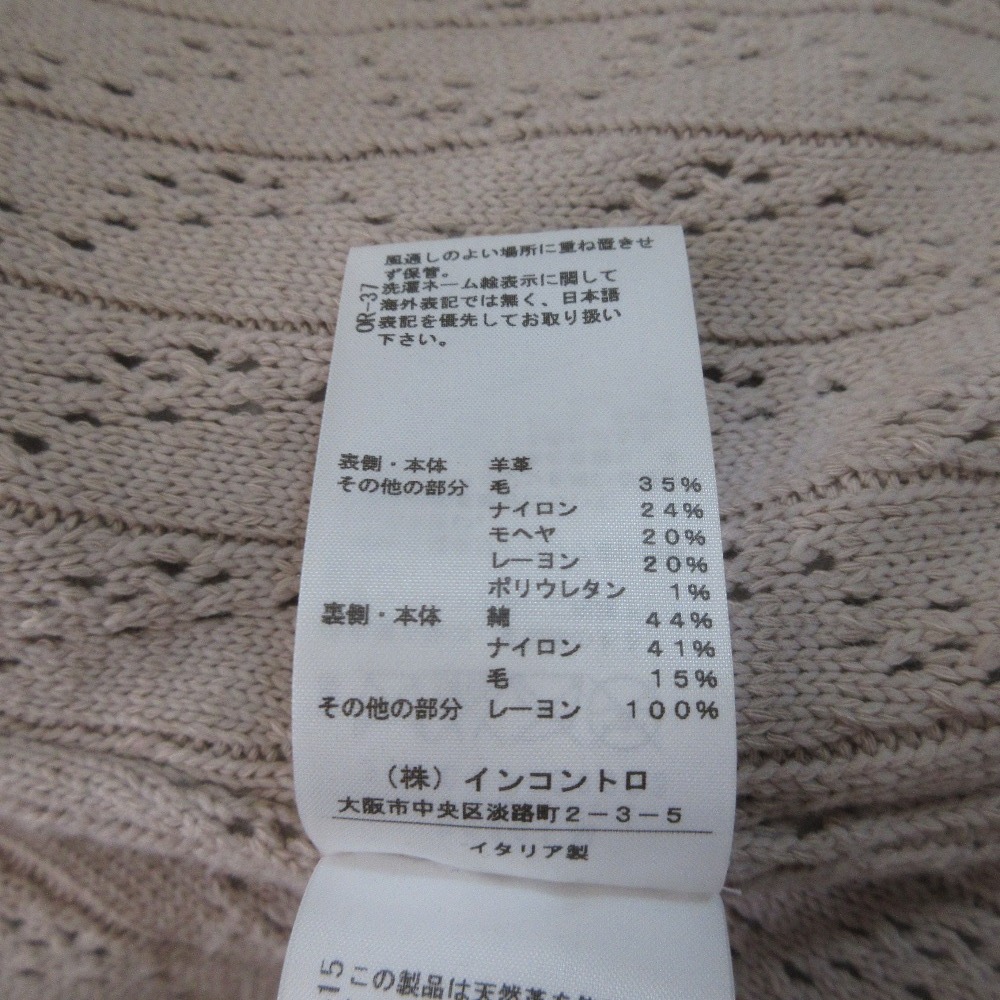 風通しのよい場所に重ね置きせ
ず保管。
洗濯ネーム絵表示に関して
海外表記では無く、日本語
表記を優先してお取り扱い
下さい。
OR-37
表側・本体 羊革
その他の部分 毛 35%
ナイロン 24%
モヘヤ 20%
レーヨン 20%
ポリウレタン 1%
裏側・本体 綿 44%
ナイロン 41%
毛 15%
その他の部分 レーヨン 100%
(株)インコントロ
大阪市中央区淡路町2-3-5
イタリア製
15
この製品は天然革を